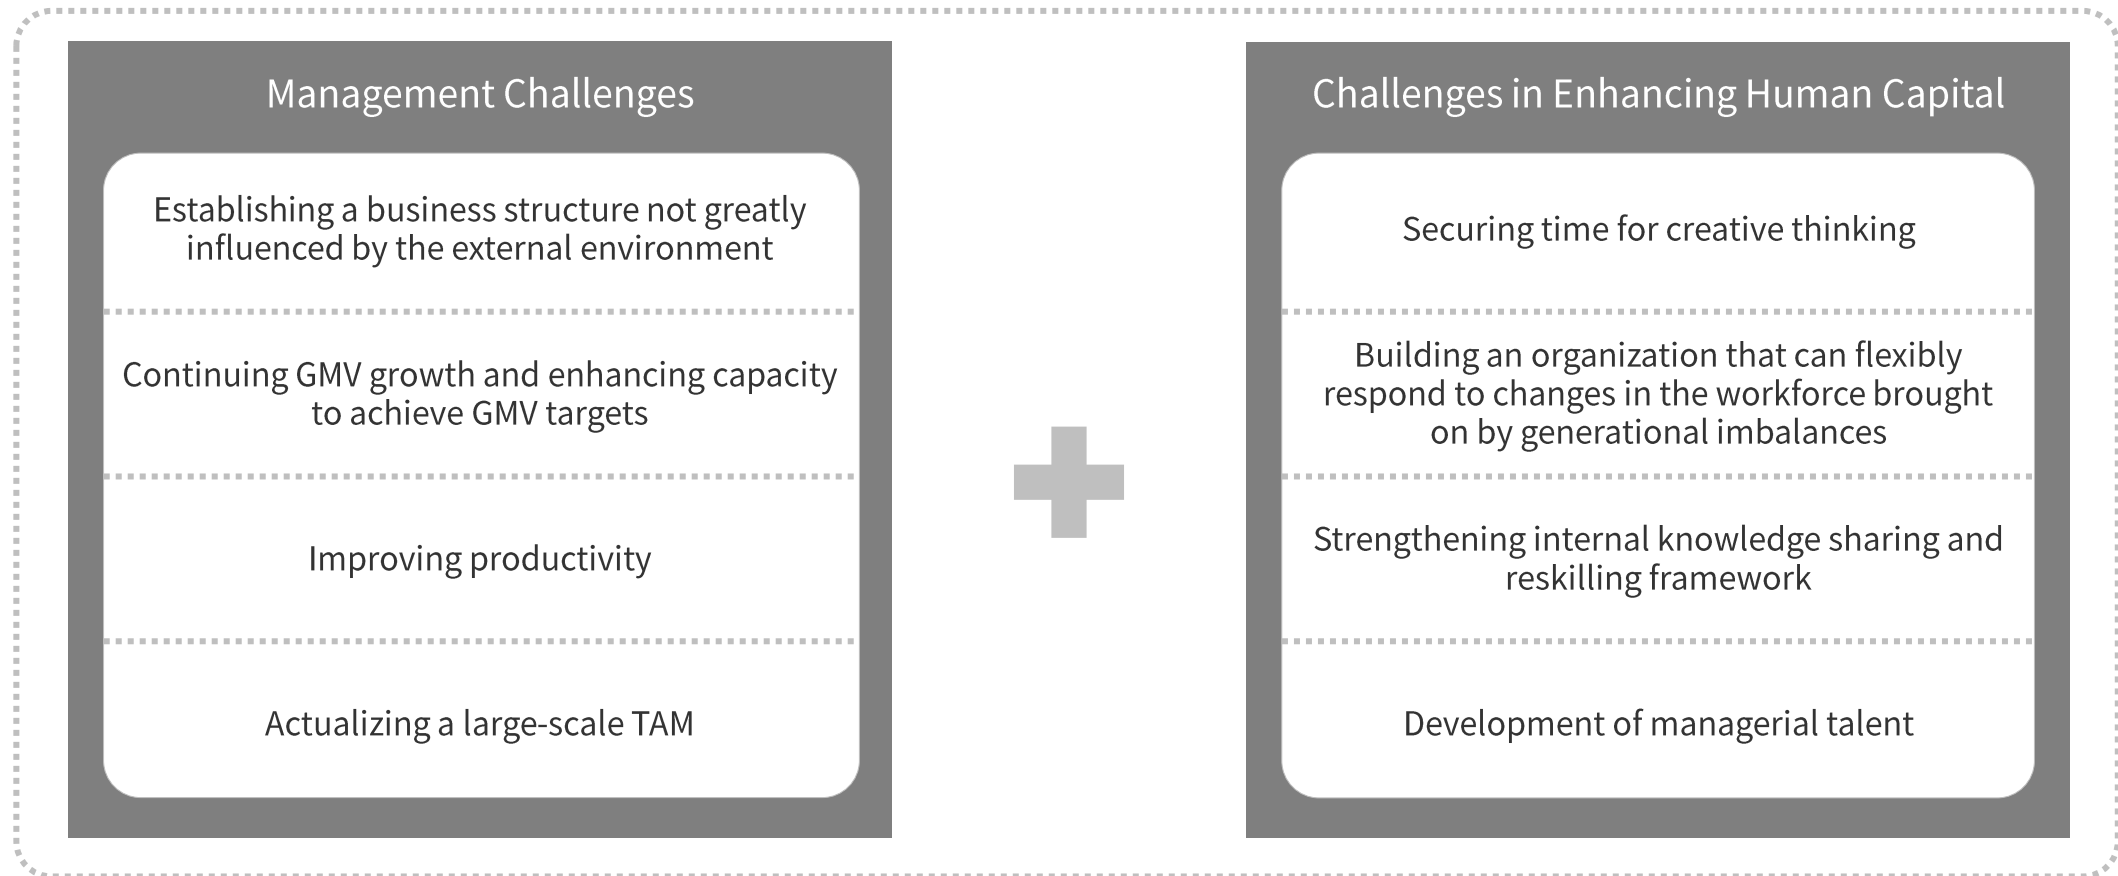 Management Challenges
Establishing a business structure not greatly
influenced by the external environment
Continuing GMV growth and enhancing capacity
to achieve GMV targets
Improving productivity
Actualizing a large-scale TAM
Challenges in Enhancing Human Capital
Securing time for creative thinking
Building an organization that can flexibly
respond to changes in the workforce brought
on by generational imbalances
Strengthening internal knowledge sharing and
reskilling framework
Development of managerial talent